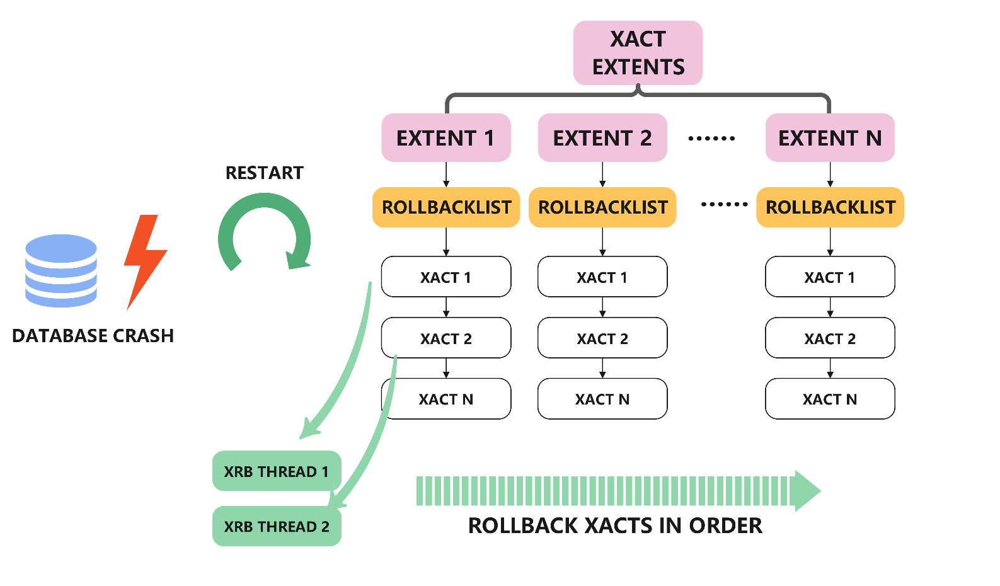 XACT
EXTENTS
EXTENT 1
EXTENT 2
EXTENT N
RESTART
ROLLBACKLIST
ROLLBACKLIST
ROLLBACKLIST
XACT 1
XACT 1
XACT 1
DATABASE CRASH
XACT 2
XACT 2
XACT 2
XACT N
XACT N
XACT N
XRB THREAD 1
XRB THREAD 2
ROLLBACK XACTS IN ORDER